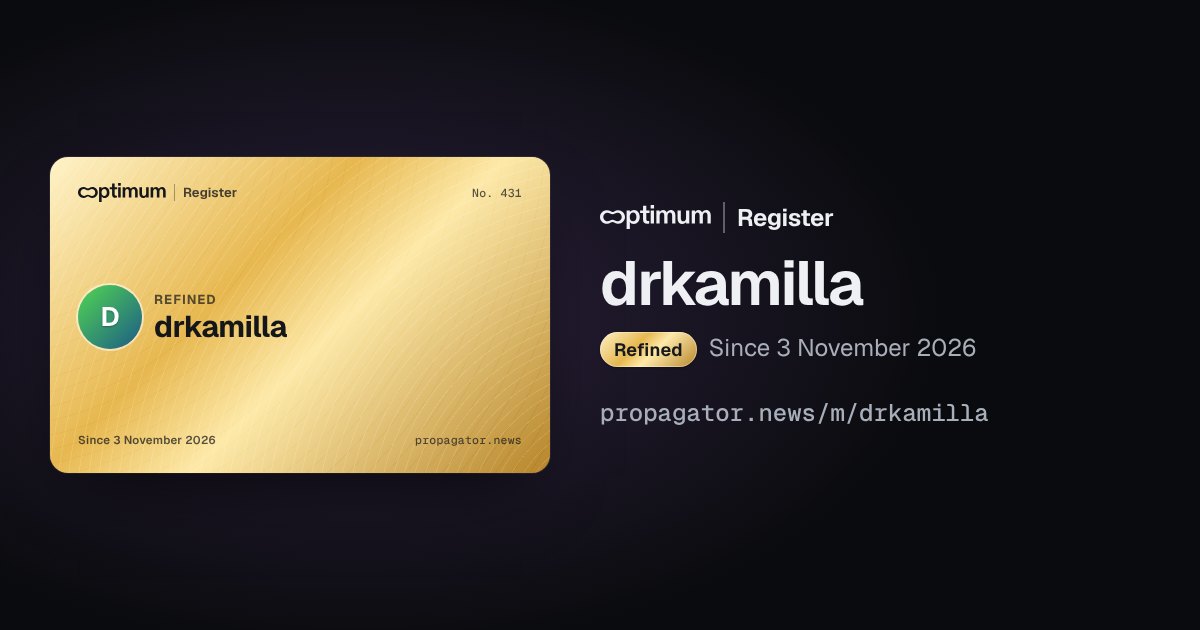 optimum | Register
No. 431
D
REFINED
drkamilla
Since 3 November 2026
propagator.news
optimum | Register
drkamilla
Refined
Since 3 November 2026
propagator.news/m/drkamilla